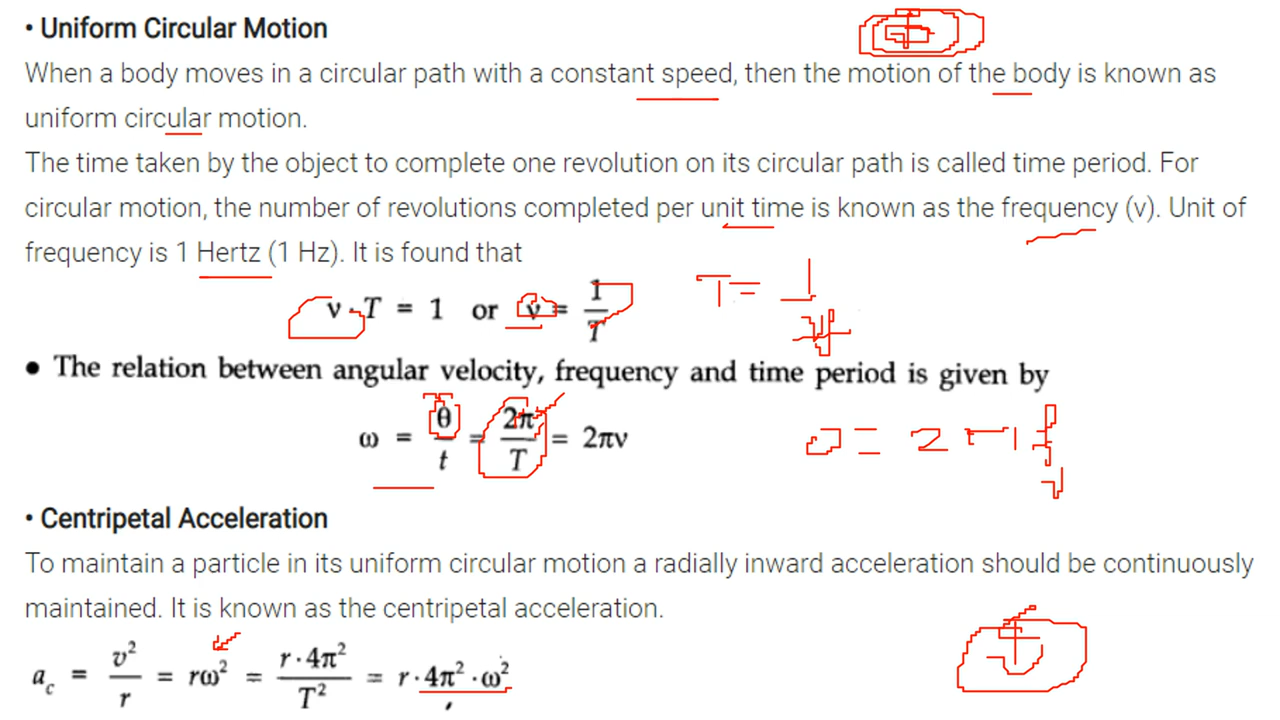 • Uniform Circular Motion
When a body moves in a circular path with a constant speed, then the motion of the body is known as
uniform circular motion.
The time taken by the object to complete one revolution on its circular path is called time period. For
circular motion, the number of revolutions completed per unit time is known as the frequency (v). Unit of
frequency is 1 Hertz (1 Hz). It is found that
ν · T = 1 or ν = 1/T T = 1/
• The relation between angular velocity, frequency and time period is given by
ω = θ/t = 2π/T = 2πν = 2π f
• Centripetal Acceleration
To maintain a particle in its uniform circular motion a radially inward acceleration should be continuously
maintained. It is known as the centripetal acceleration.
a_c = v²/r = rω² = r · 4π²/T² = r · 4π² · ω²